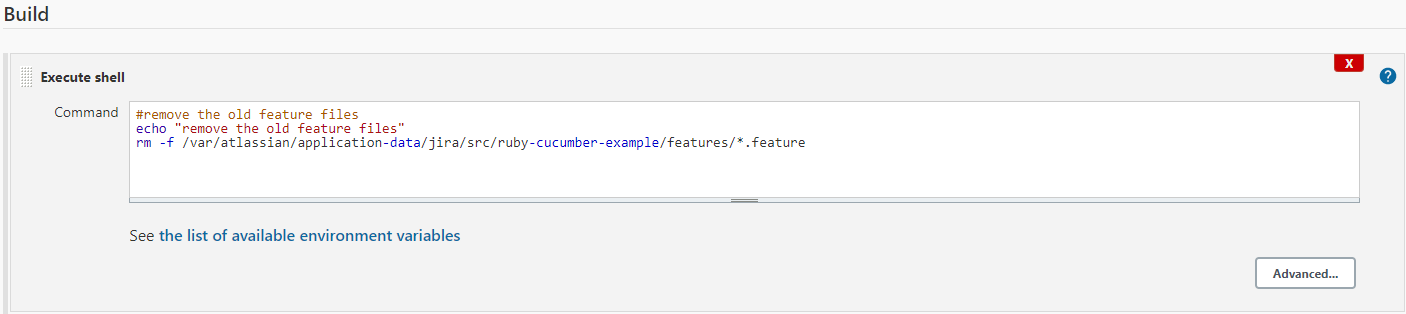 Build
X
Execute shell
?
Command
#remove the old feature files
echo "remove the old feature files"
rm -f /var/atlassian/application-data/jira/src/ruby-cucumber-example/features/*.feature
See the list of available environment variables
Advanced...